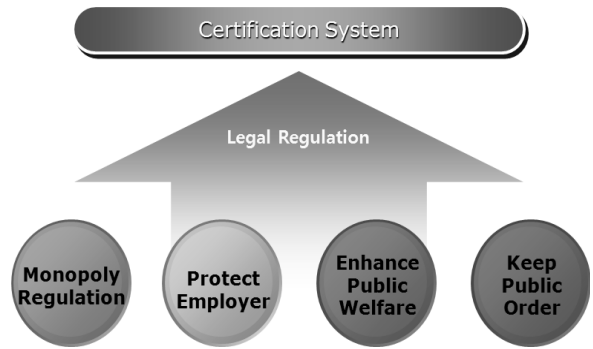 Certification System
Legal Regulation
Monopoly
Regulation
Protect
Employer
Enhance
Public
Welfare
Keep
Public
Order